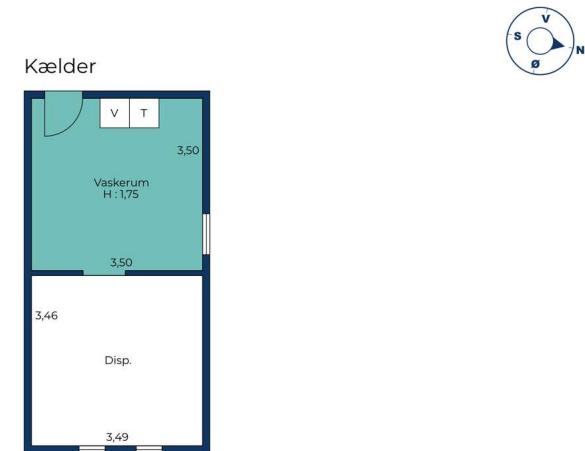 V
S
N
Ø
Kælder
V T
3,50
Vaskerum
H : 1,75
3,50
3,46
Disp.
3,49